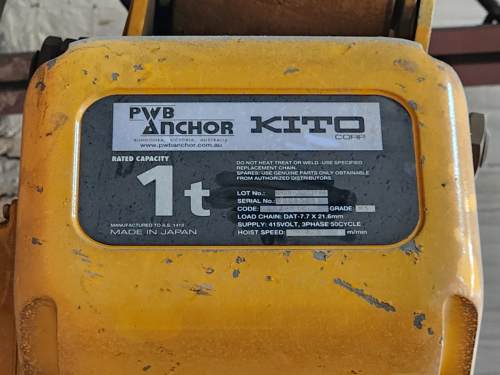 PWB
ANCHOR
KITO
CORP.
www.pwbanchor.com.au
RATED CAPACITY
1t
DO NOT HEAT TREAT OR WELD - USE SPECIFIED
REPLACEMENT CHAIN.
SPARES: USE GENUINE PARTS ONLY OBTAINABLE
FROM AUTHORIZED DISTRIBUTORS.
LOT No.:
SERIAL No.:
CODE: GRADE
LOAD CHAIN: DAT-7.7 X 21.6mm
SUPPLY: 415VOLT, 3PHASE 50CYCLE
HOIST SPEED: m/min
MANUFACTURED TO A.S. 1412
MADE IN JAPAN